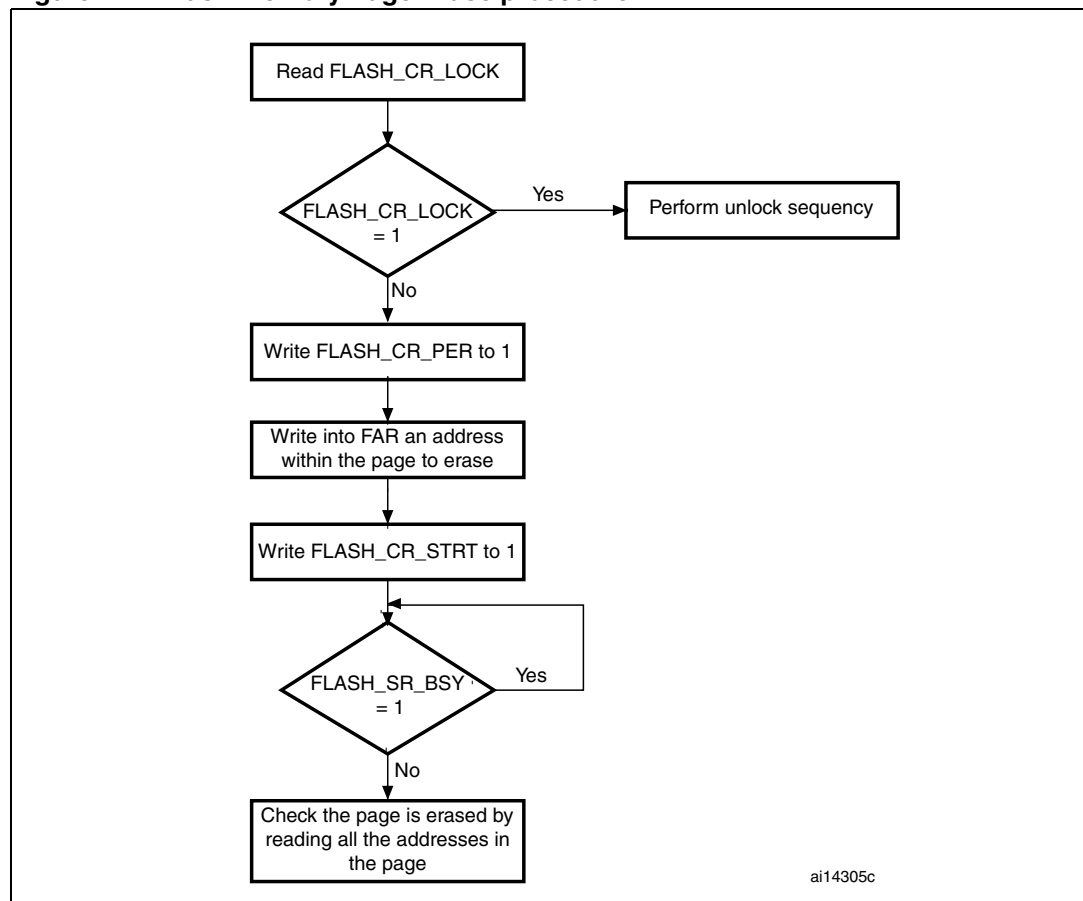 Read FLASH_CR_LOCK
FLASH_CR_LOCK
= 1
Yes
Perform unlock sequency
No
Write FLASH_CR_PER to 1
Write into FAR an address
within the page to erase
Write FLASH_CR_STRT to 1
FLASH_SR_BSY
= 1
Yes
No
Check the page is erased by
reading all the addresses in
the page
ai14305c